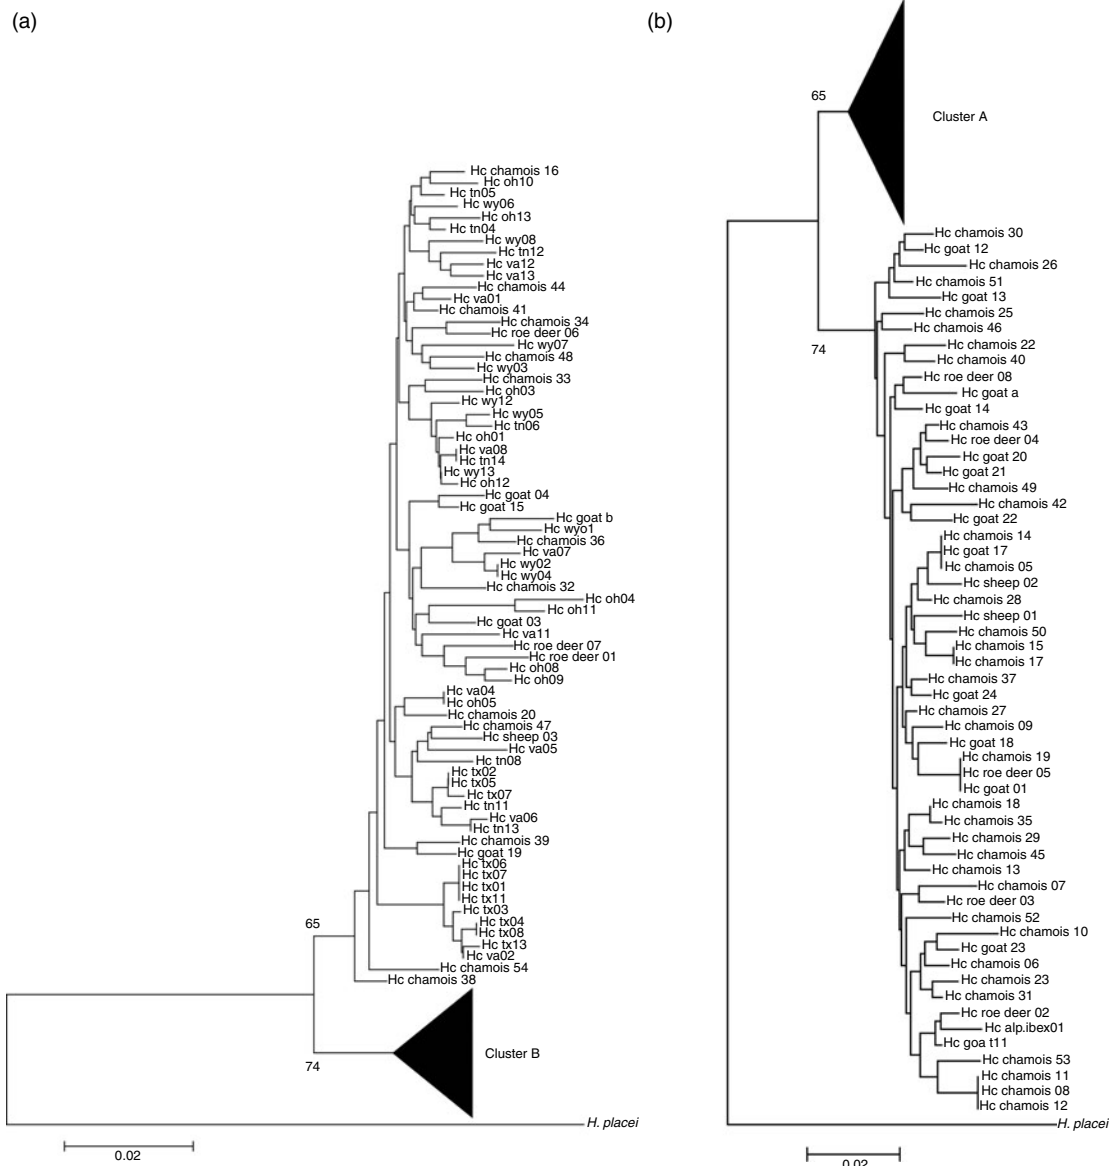 (a)
Hc chamois 16
Hc oh10
Hc tn05
Hc wy06
Hc oh13
Hc tn04
Hc wy08
Hc tn12
Hc va12
Hc va13
Hc chamois 44
Hc va01
Hc chamois 41
Hc chamois 34
Hc roe deer 06
Hc wy07
Hc chamois 48
Hc wy03
Hc chamois 33
Hc oh03
Hc wy12
Hc wy05
Hc tn06
Hc oh01
Hc va08
Hc tn14
Hc wy13
Hc oh12
Hc goat 04
Hc goat 15
Hc goat b
Hc wyo1
Hc chamois 36
Hc va07
Hc wy02
Hc wy04
Hc chamois 32
Hc oh04
Hc oh11
Hc goat 03
Hc va11
Hc roe deer 07
Hc roe deer 01
Hc oh08
Hc oh09
Hc va04
Hc oh05
Hc chamois 20
Hc chamois 47
Hc sheep 03
Hc va05
Hc tn08
Hc tx02
Hc tx05
Hc tx07
Hc tn11
Hc va06
Hc tn13
Hc chamois 39
Hc goat 19
Hc tx06
Hc tx07
Hc tx01
Hc tx11
Hc tx03
Hc tx04
Hc tx08
Hc tx13
Hc va02
Hc chamois 54
Hc chamois 38
65
Cluster B
74
H. placei
0.02
(b)
65
Cluster A
74
Hc chamois 30
Hc goat 12
Hc chamois 26
Hc chamois 51
Hc goat 13
Hc chamois 25
Hc chamois 46
Hc chamois 22
Hc chamois 40
Hc roe deer 08
Hc goat a
Hc goat 14
Hc chamois 43
Hc roe deer 04
Hc goat 20
Hc goat 21
Hc chamois 49
Hc chamois 42
Hc goat 22
Hc chamois 14
Hc goat 17
Hc chamois 05
Hc sheep 02
Hc chamois 28
Hc sheep 01
Hc chamois 50
Hc chamois 15
Hc chamois 17
Hc chamois 37
Hc goat 24
Hc chamois 27
Hc chamois 09
Hc goat 18
Hc chamois 19
Hc roe deer 05
Hc goat 01
Hc chamois 18
Hc chamois 35
Hc chamois 29
Hc chamois 45
Hc chamois 13
Hc chamois 07
Hc roe deer 03
Hc chamois 52
Hc chamois 10
Hc goat 23
Hc chamois 06
Hc chamois 23
Hc chamois 31
Hc roe deer 02
Hc alp.ibex01
Hc goa t11
Hc chamois 53
Hc chamois 11
Hc chamois 08
Hc chamois 12
H. placei
0.02